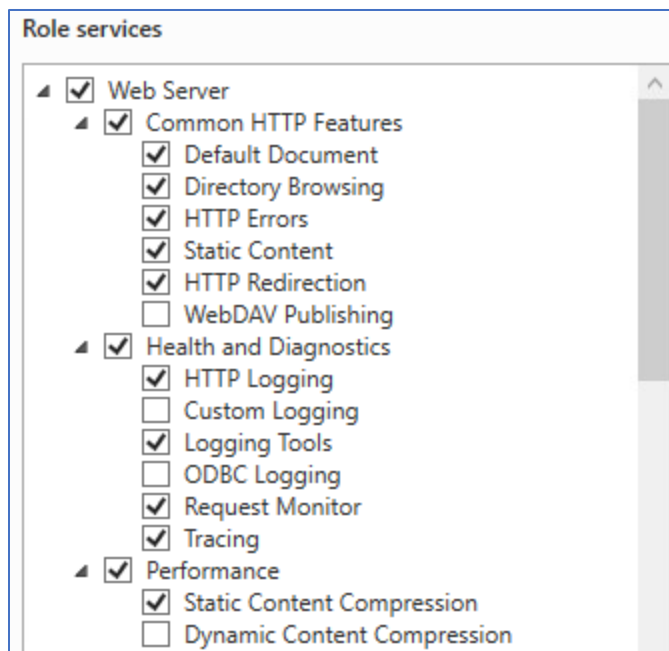 Role services
Web Server
Common HTTP Features
Default Document
Directory Browsing
HTTP Errors
Static Content
HTTP Redirection
WebDAV Publishing
Health and Diagnostics
HTTP Logging
Custom Logging
Logging Tools
ODBC Logging
Request Monitor
Tracing
Performance
Static Content Compression
Dynamic Content Compression